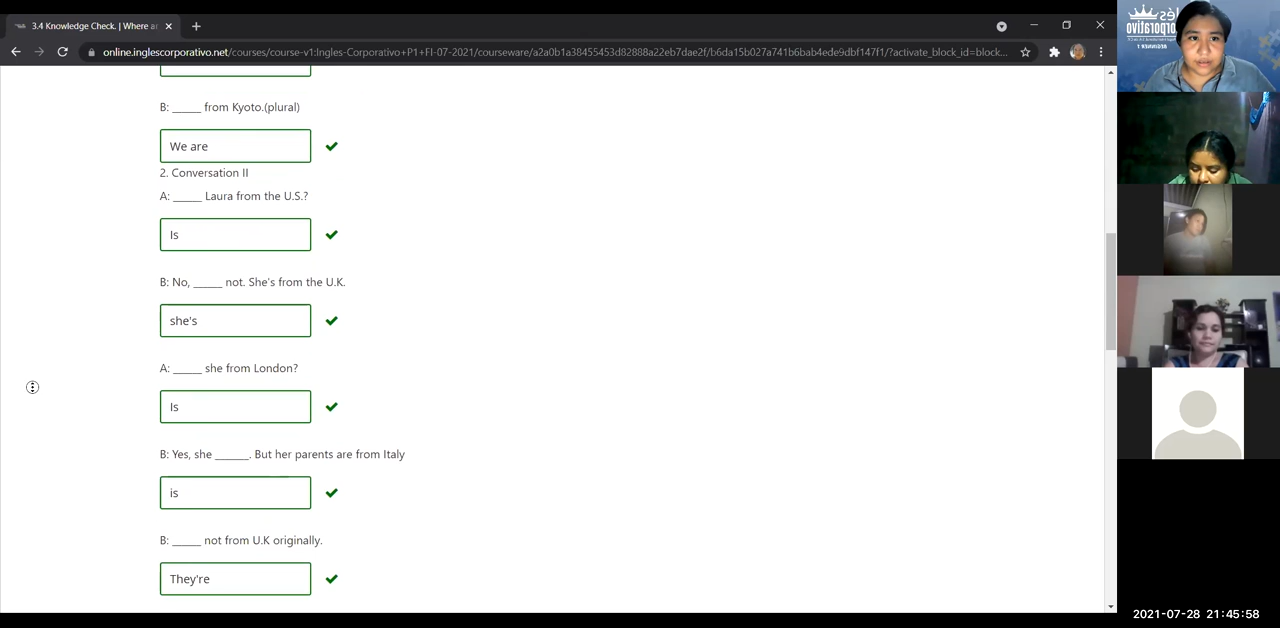 3.4 Knowledge Check. | Where ar
online.inglescorporativo.net/courses/course-v1:Ingles-Corporativo+P1+FI-07-2021/courseware/a2a0b1a38455453d82888a22eb7dae2f/b6da15b027a741b6bab4ede9dbf147f1/?activate_block_id=block...
B: _____ from Kyoto.(plural)
We are
2. Conversation II
A: _____ Laura from the U.S.?
Is
B: No, _____ not. She's from the U.K.
she's
A: _____ she from London?
Is
B: Yes, she ______. But her parents are from Italy
is
B: _____ not from U.K originally.
They're
2021-07-28 21:45:58